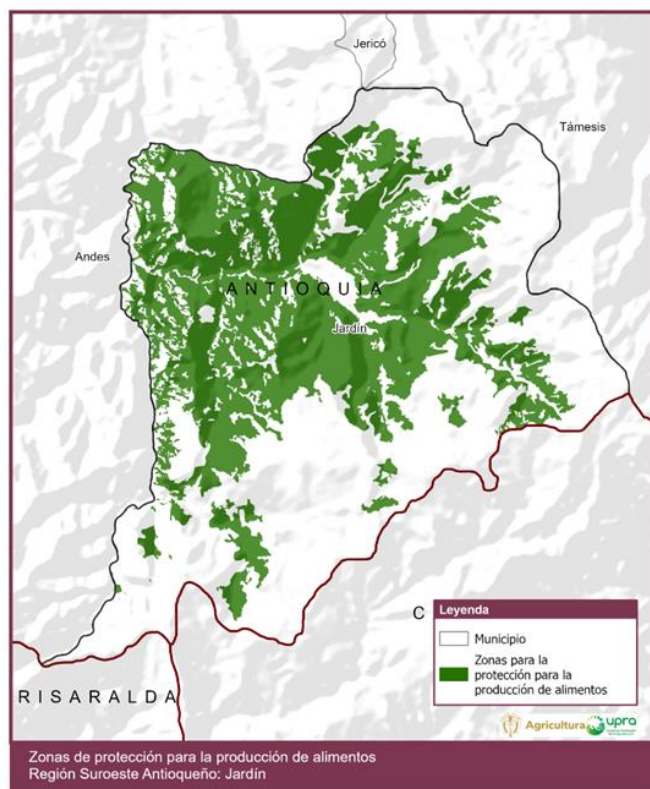 Jericó
Támesis
Andes
ANTIOQUIA
Jardín
C
Leyenda
Municipio
Zonas para la
protección para la
producción de alimentos
RISARALDA
Agricultura upra
Zonas de protección para la producción de alimentos
Región Suroeste Antioqueño: Jardín